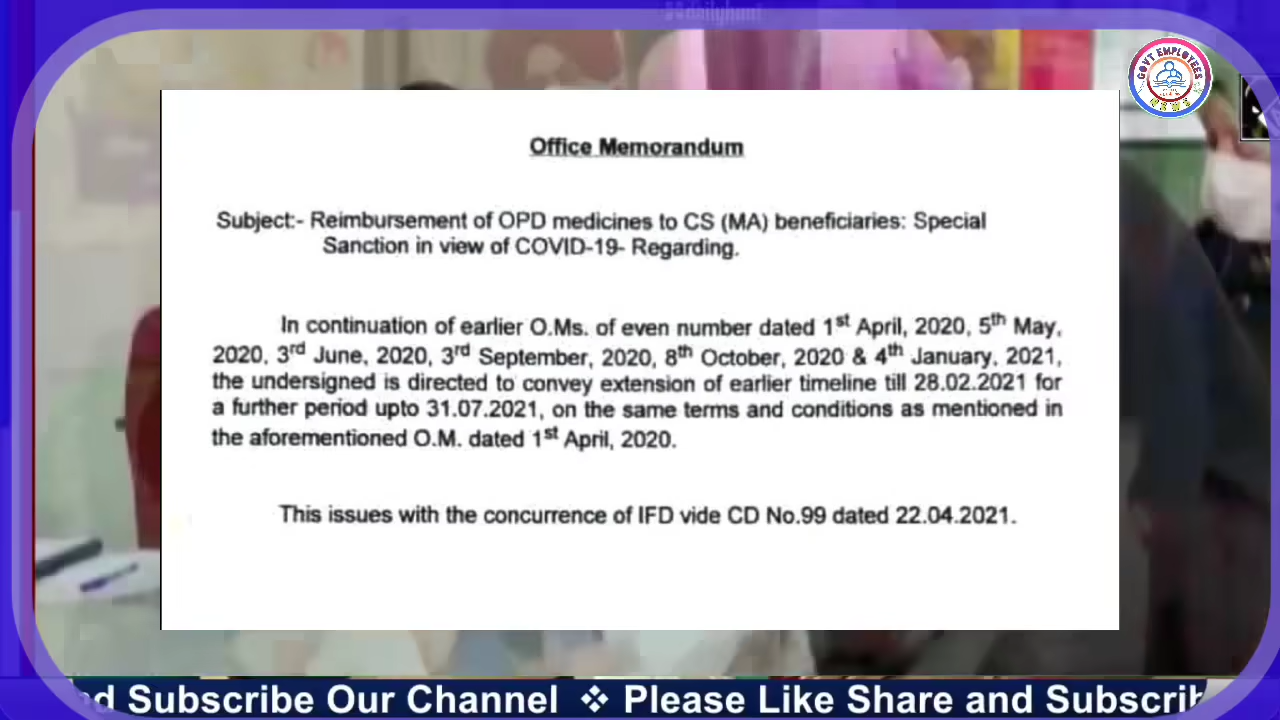 GOVT EMPLOYEES
NEWS
Office Memorandum
Subject:- Reimbursement of OPD medicines to CS (MA) beneficiaries: Special
Sanction in view of COVID-19- Regarding.
In continuation of earlier O.Ms. of even number dated 1st April, 2020, 5th May,
2020, 3rd June, 2020, 3rd September, 2020, 8th October, 2020 & 4th January, 2021,
the undersigned is directed to convey extension of earlier timeline till 28.02.2021 for
a further period upto 31.07.2021, on the same terms and conditions as mentioned in
the aforementioned O.M. dated 1st April, 2020.
This issues with the concurrence of IFD vide CD No.99 dated 22.04.2021.
nd Subscribe Our Channel ❖ Please Like Share and Subscrib